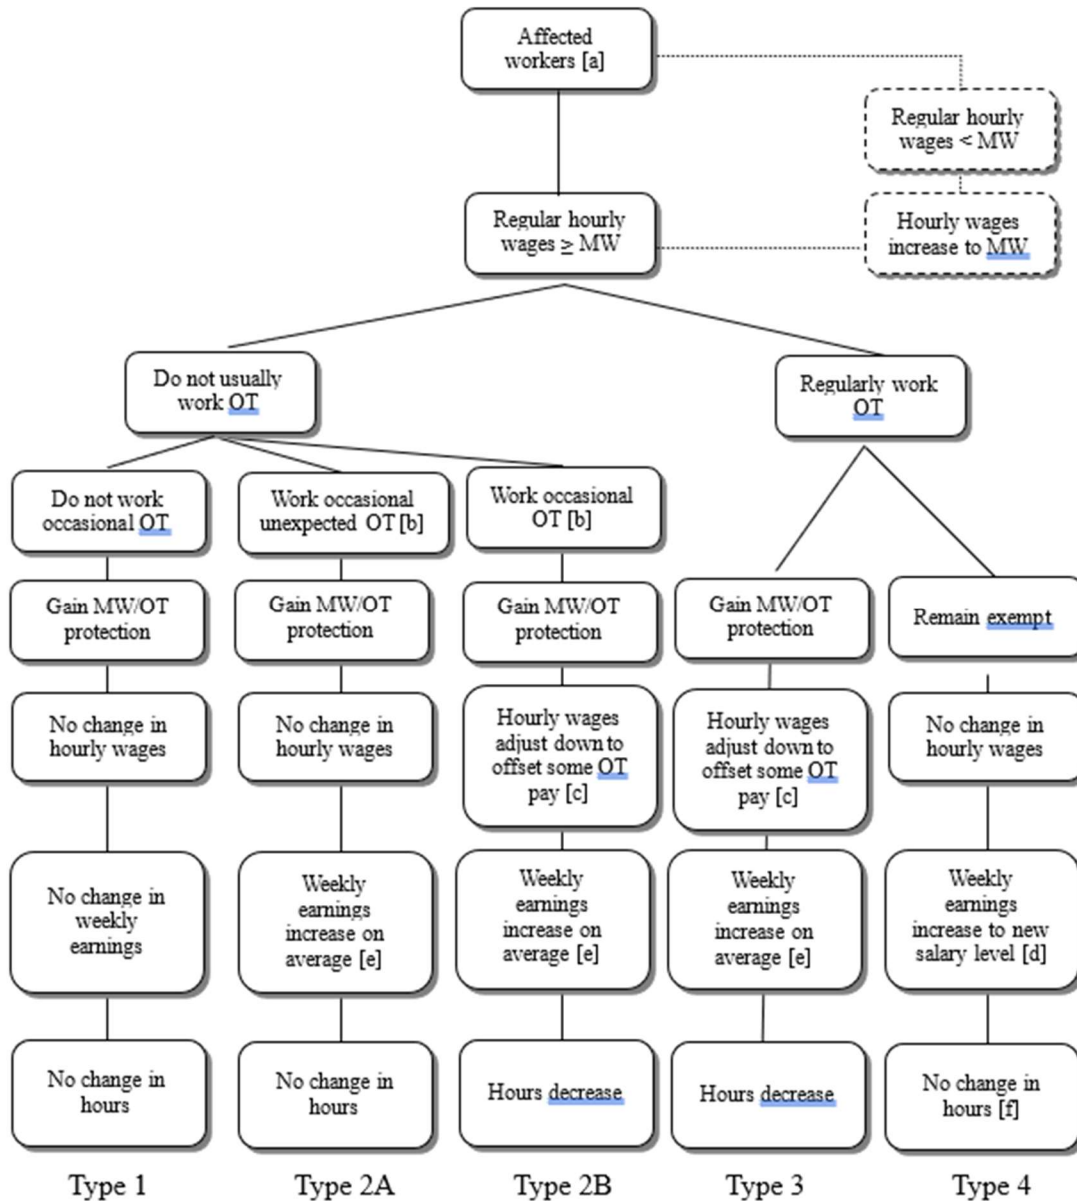 Affected
workers [a]
Regular hourly
wages < MW
Regular hourly
wages ≥ MW
Hourly wages
increase to MW
Do not usually
work OT
Regularly work
OT
Do not work
occasional OT
Work occasional
unexpected OT [b]
Work occasional
OT [b]
Gain MW/OT
protection
Gain MW/OT
protection
Gain MW/OT
protection
Gain MW/OT
protection
Remain exempt
No change in
hourly wages
No change in
hourly wages
Hourly wages
adjust down to
offset some OT
pay [c]
Hourly wages
adjust down to
offset some OT
pay [c]
No change in
hourly wages
No change in
weekly
earnings
Weekly
earnings
increase on
average [e]
Weekly
earnings
increase on
average [e]
Weekly
earnings
increase on
average [e]
Weekly
earnings
increase to new
salary level [d]
No change in
hours
No change in
hours
Hours decrease
Hours decrease
No change in
hours [f]
Type 1
Type 2A
Type 2B
Type 3
Type 4